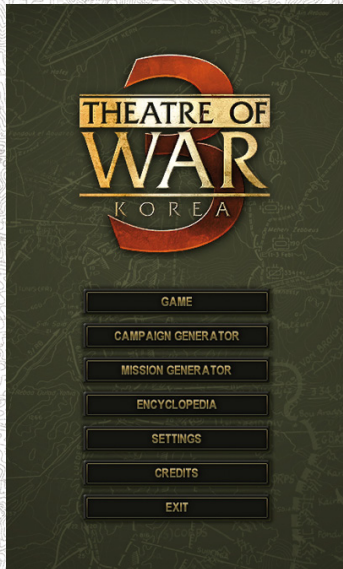 3
THEATRE OF
WAR
KOREA
GAME
CAMPAIGN GENERATOR
MISSION GENERATOR
ENCYCLOPEDIA
SETTINGS
CREDITS
EXIT